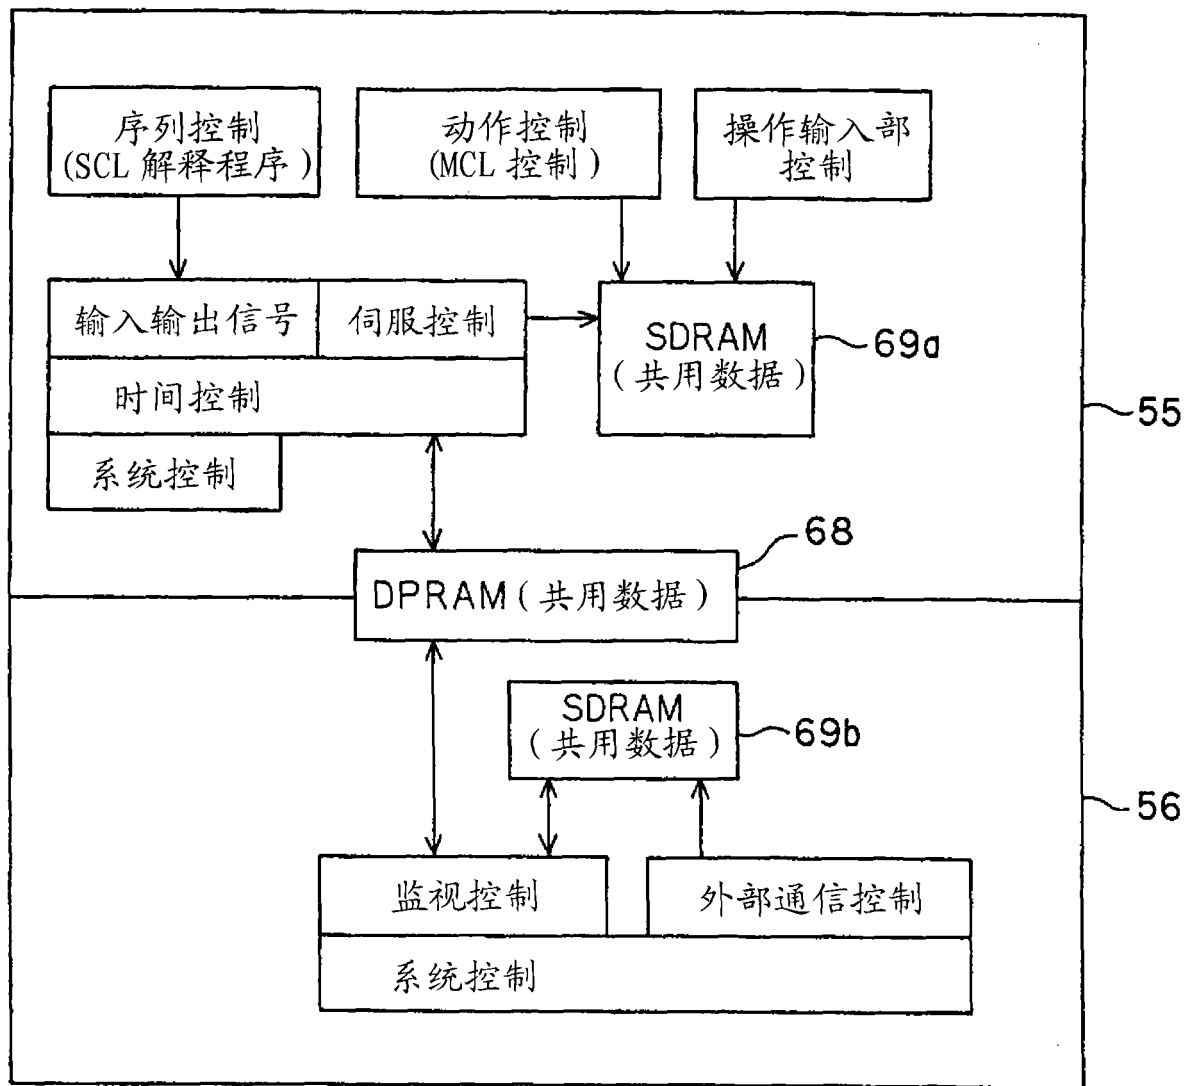 序列控制
(SCL 解释程序)
动作控制
(MCL 控制)
操作输入部
控制
输入输出信号
伺服控制
SDRAM
(共用数据)
69a
时间控制
55
系统控制
68
DPRAM(共用数据)
SDRAM
(共用数据)
69b
56
监视控制
外部通信控制
系统控制